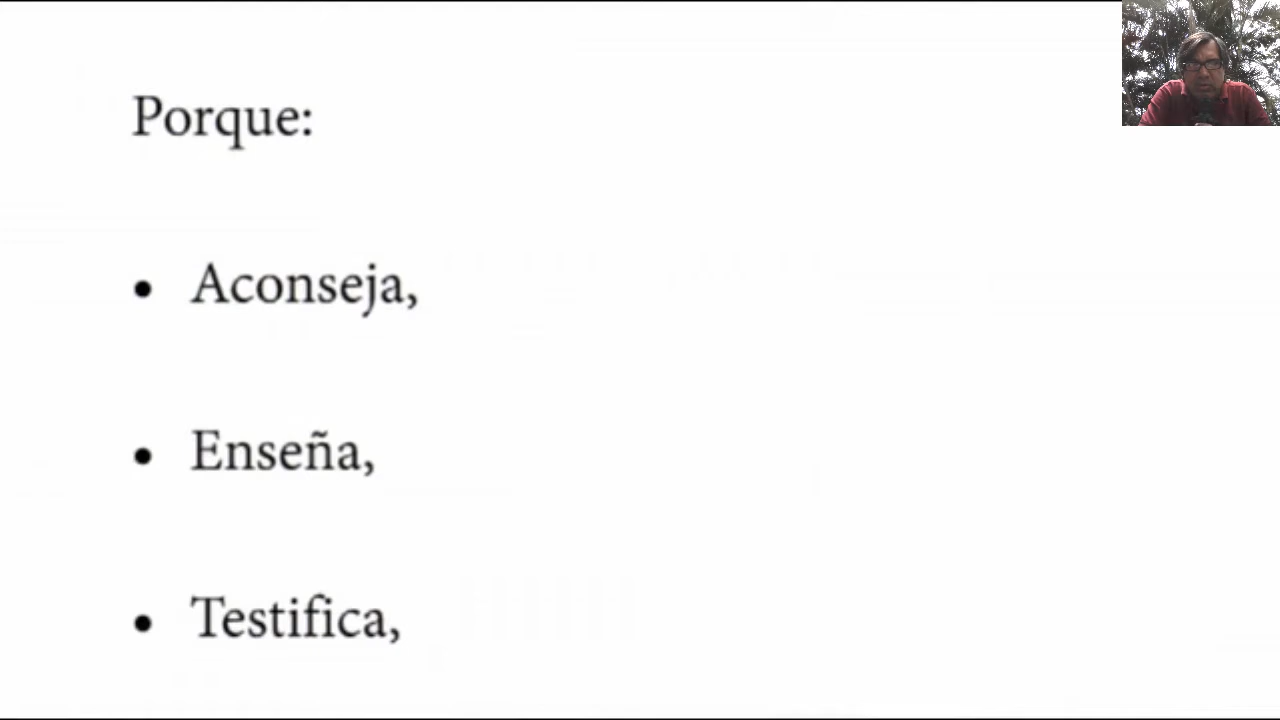 Porque:
• Aconseja,
• Enseña,
• Testifica,